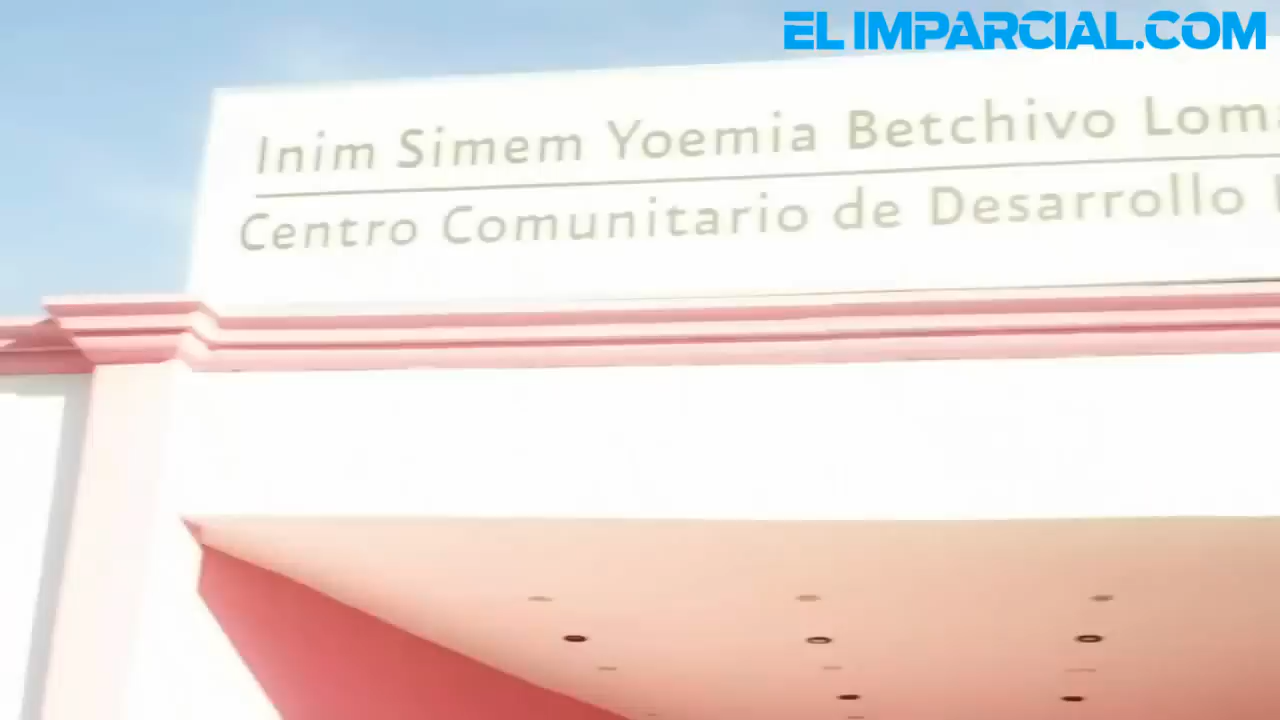 EL IMPARCIAL.COM
Inim Simem Yoemia Betchivo
Centro Comunitario de Desarrollo